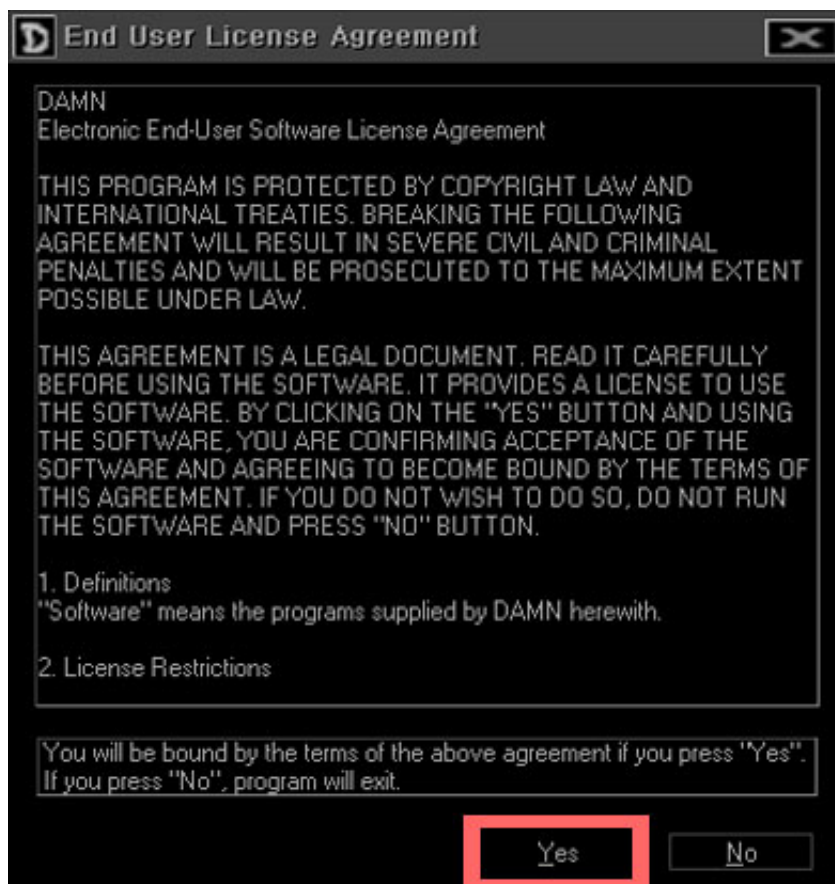 D End User License Agreement
DAMN
Electronic End-User Software License Agreement
THIS PROGRAM IS PROTECTED BY COPYRIGHT LAW AND
INTERNATIONAL TREATIES. BREAKING THE FOLLOWING
AGREEMENT WILL RESULT IN SEVERE CIVIL AND CRIMINAL
PENALTIES AND WILL BE PROSECUTED TO THE MAXIMUM EXTENT
POSSIBLE UNDER LAW.
THIS AGREEMENT IS A LEGAL DOCUMENT. READ IT CAREFULLY
BEFORE USING THE SOFTWARE. IT PROVIDES A LICENSE TO USE
THE SOFTWARE. BY CLICKING ON THE "YES" BUTTON AND USING
THE SOFTWARE, YOU ARE CONFIRMING ACCEPTANCE OF THE
SOFTWARE AND AGREEING TO BECOME BOUND BY THE TERMS OF
THIS AGREEMENT. IF YOU DO NOT WISH TO DO SO, DO NOT RUN
THE SOFTWARE AND PRESS "NO" BUTTON.
1. Definitions
"Software" means the programs supplied by DAMN herewith.
2. License Restrictions
You will be bound by the terms of the above agreement if you press "Yes".
If you press "No", program will exit.
Yes No